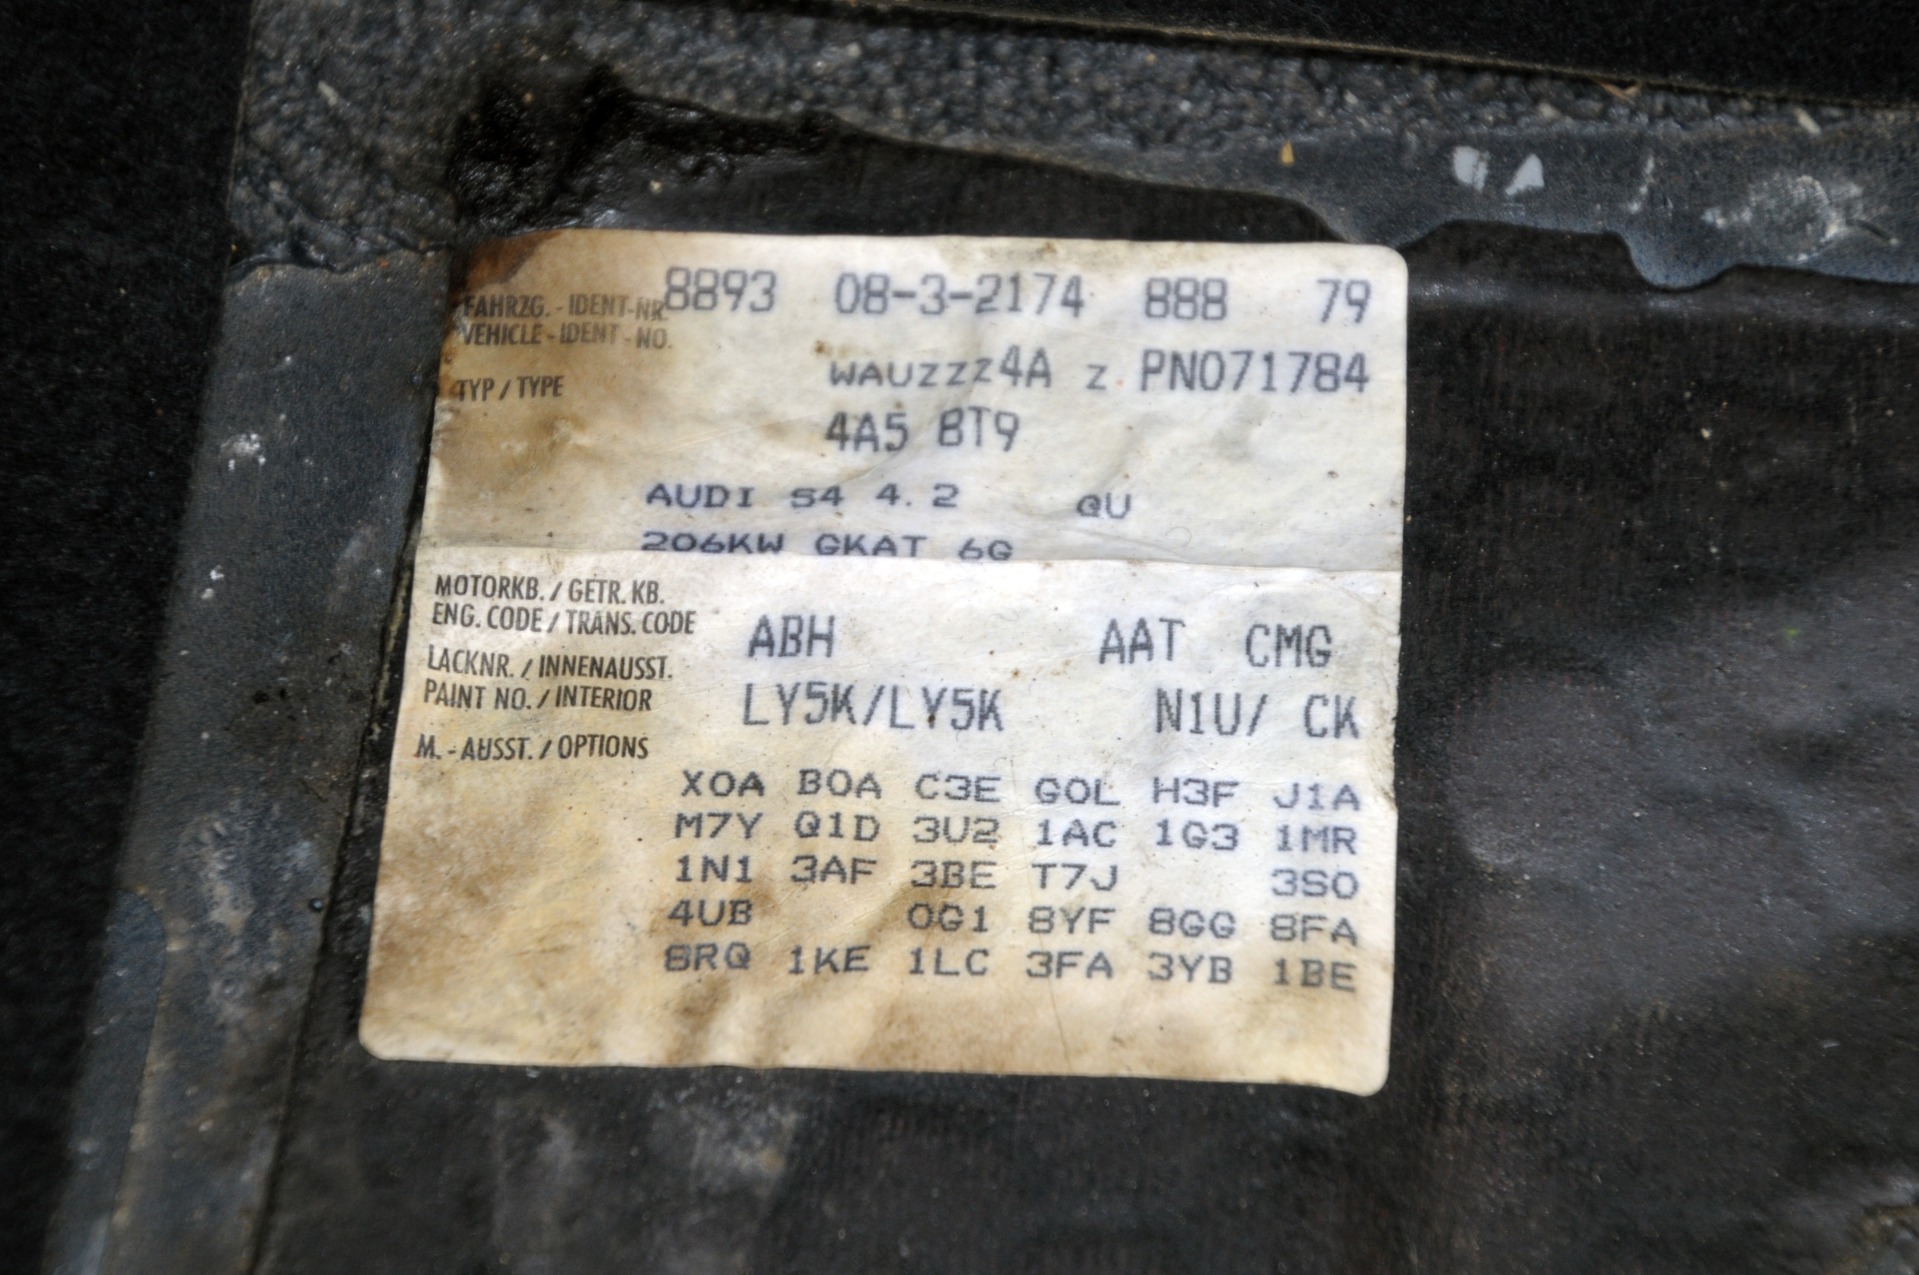 8893 08-3-2174 888 79
FAHRZG.-IDENT-NR.
VEHICLE-IDENT-NO.
WAUZZZ4A Z PN071784
TYP/TYPE
4A5 BT9
AUDI S4 4.2 QU
206KW GKAT 6G
MOTORKB./GETR.KB.
ENG. CODE/TRANS. CODE
ABH AAT CMG
LACKNR./INNENAUSST.
PAINT NO./INTERIOR
LY5K/LY5K N1U/ CK
M.-AUSST./OPTIONS
X0A B0A C3E G0L H3F J1A
M7Y Q1D 3U2 1AC 1G3 1MR
1N1 3AF 3BE T7J 3S0
4UB 0G1 8YF 8GG 8FA
8RQ 1KE 1LC 3FA 3YB 1BE